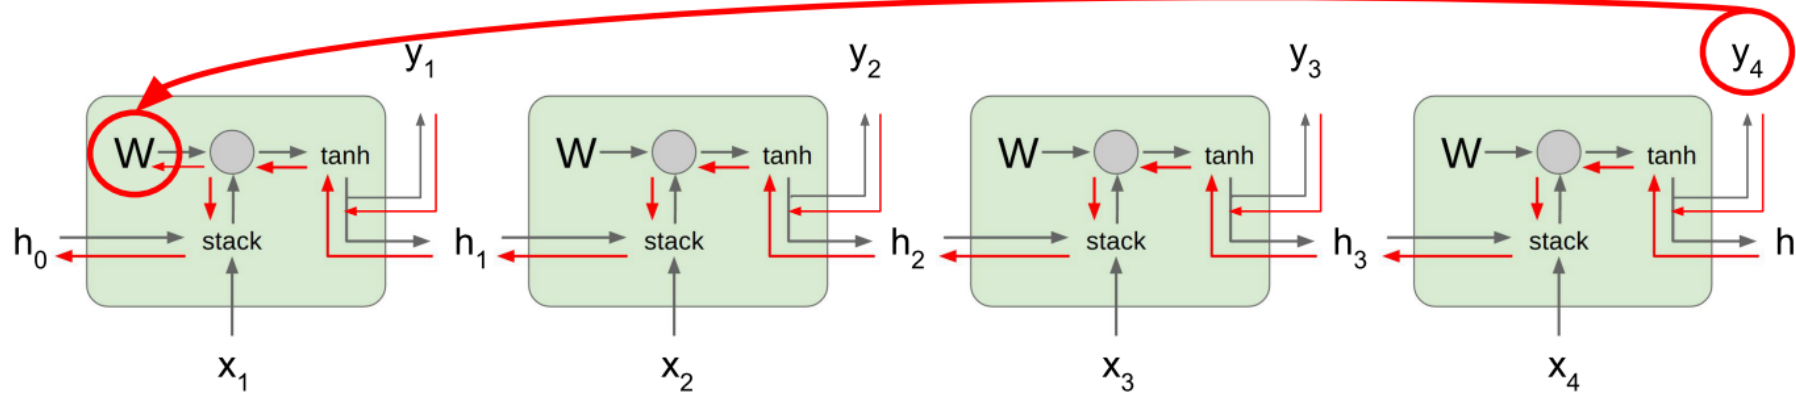 y1 y2 y3 y4
W tanh W tanh W tanh W tanh
h0 stack h1 stack h2 stack h3 stack h
x1 x2 x3 x4